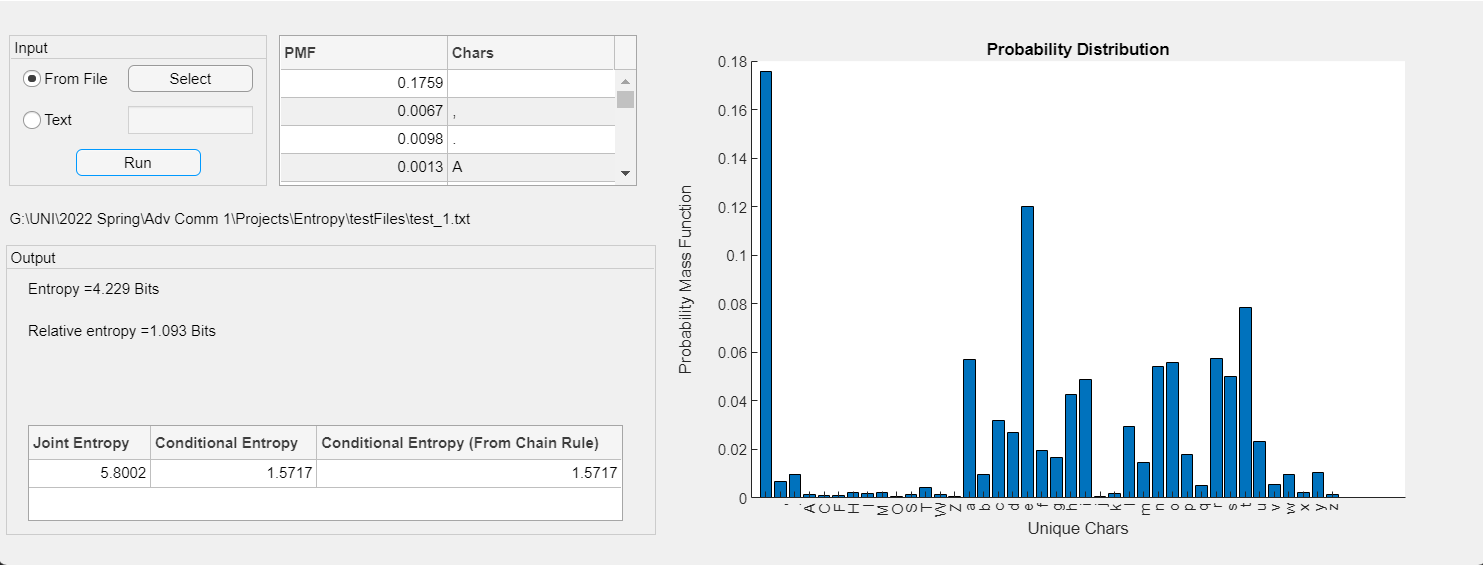 Input
From File
Select
Text
Run
PMF Chars
0.1759
0.0067 ,
0.0098 .
0.0013 A
G:\UNI\2022 Spring\Adv Comm 1\Projects\Entropy\testFiles\test_1.txt
Output
Entropy =4.229 Bits
Relative entropy =1.093 Bits
Joint Entropy Conditional Entropy Conditional Entropy (From Chain Rule)
5.8002 1.5717 1.5717
Probability Distribution
Probability Mass Function
0.18
0.16
0.14
0.12
0.1
0.08
0.06
0.04
0.02
0
, . A C F H I M O S T W Z a b c d e f g h i j k l m n o p q r s t u v w x y z
Unique Chars